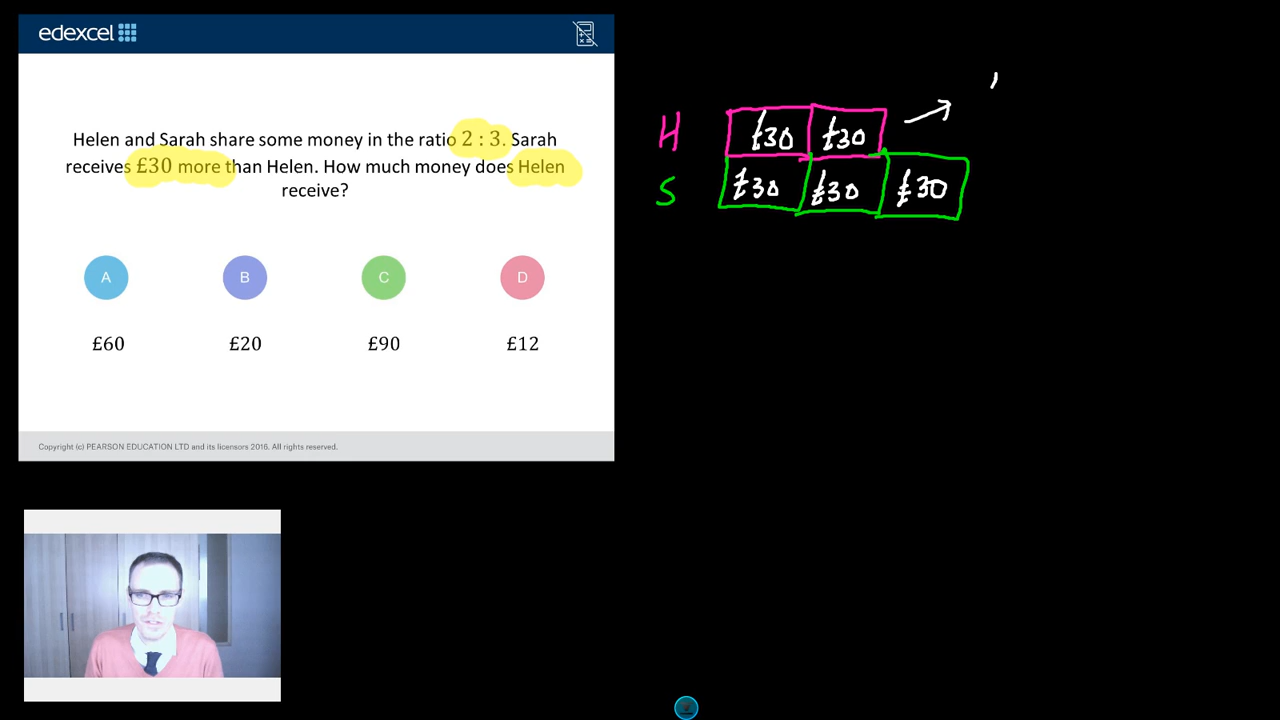 edexcel
Helen and Sarah share some money in the ratio 2 : 3. Sarah
receives £30 more than Helen. How much money does Helen
receive?
A B C D
£60 £20 £90 £12
Copyright (c) PEARSON EDUCATION LTD and its licensors 2016. All rights reserved.
H £30 £30
S £30 £30 £30